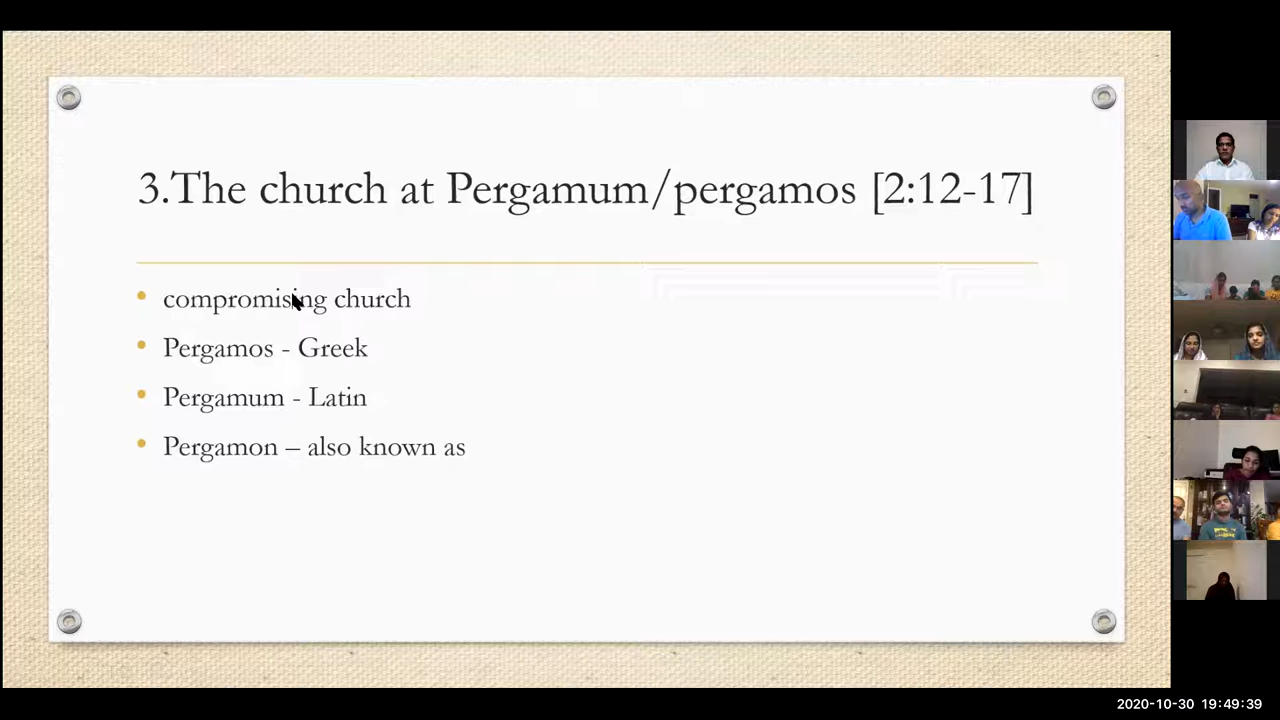 3.The church at Pergamum/pergamos [2:12-17]
compromising church
Pergamos - Greek
Pergamum - Latin
Pergamon – also known as
2020-10-30 19:49:39